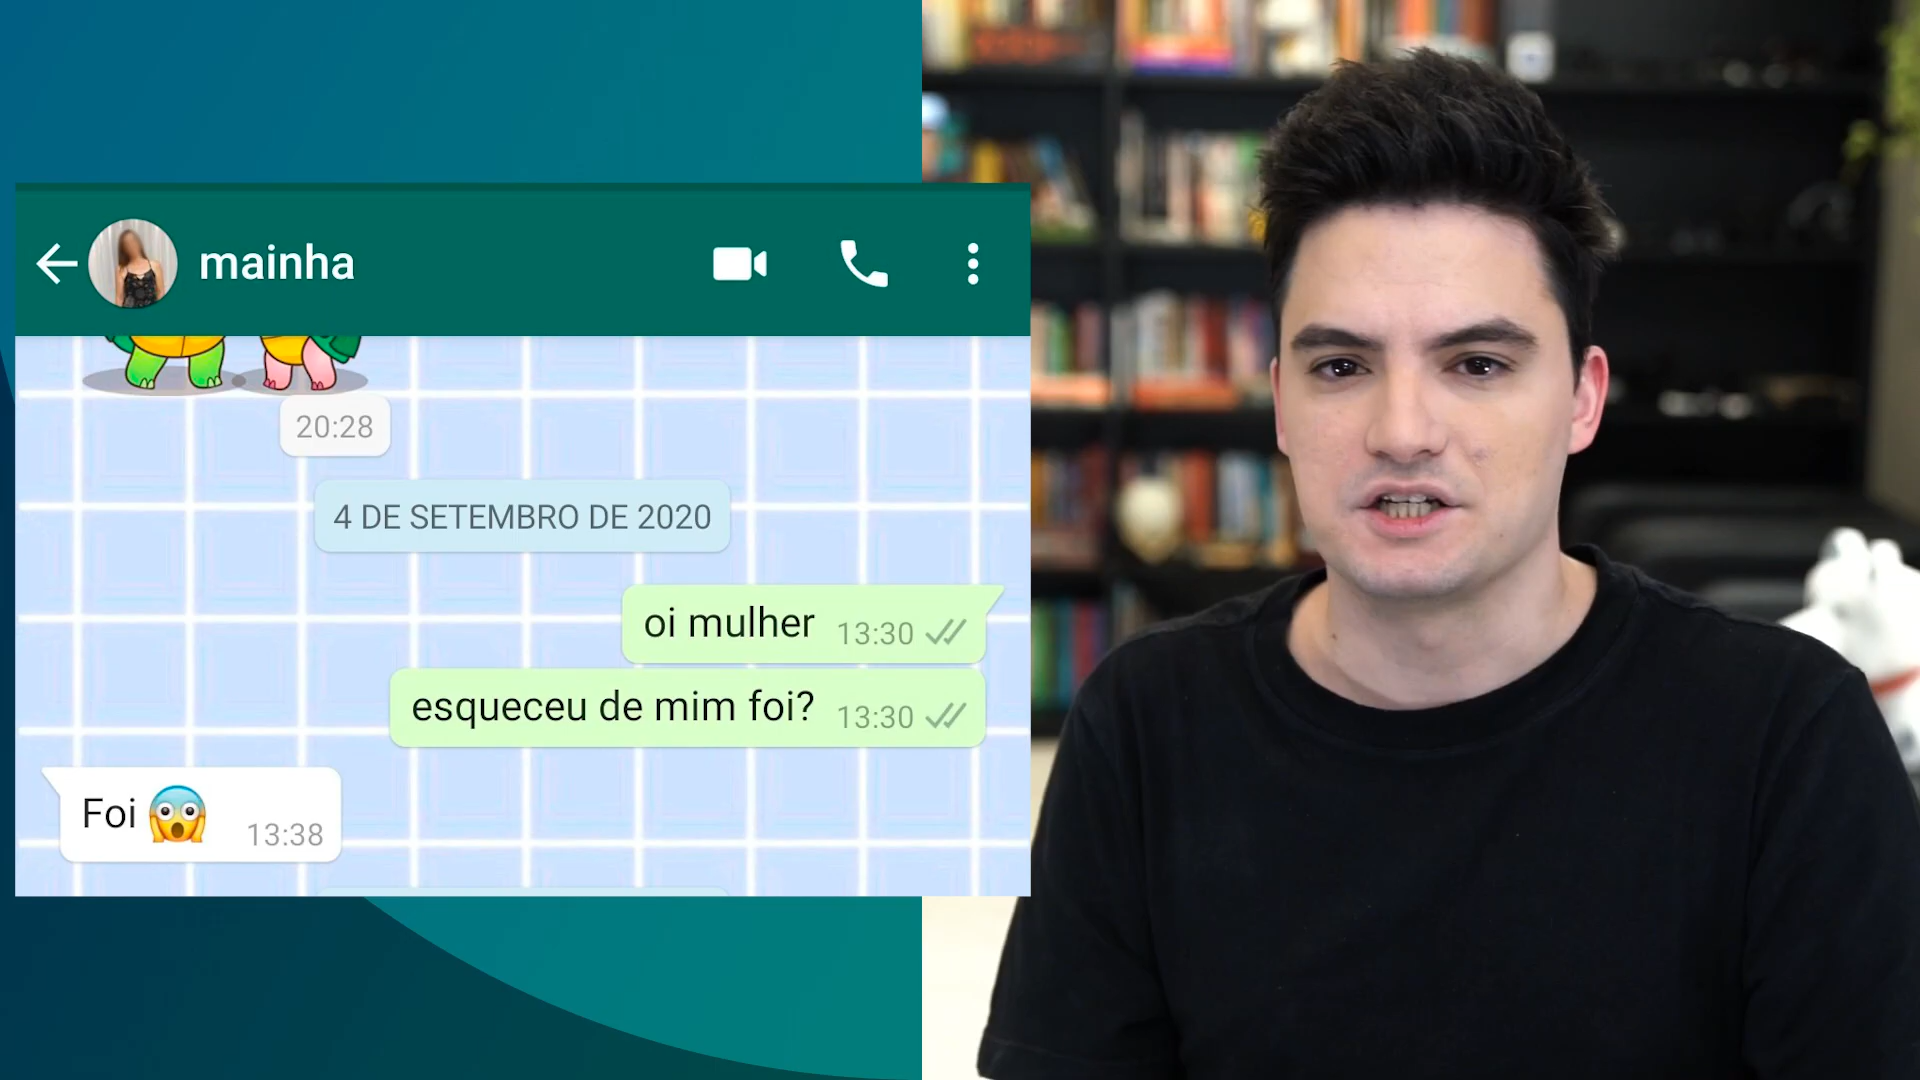 mainha
20:28
4 DE SETEMBRO DE 2020
oi mulher 13:30
esqueceu de mim foi? 13:30
Foi 😱 13:38